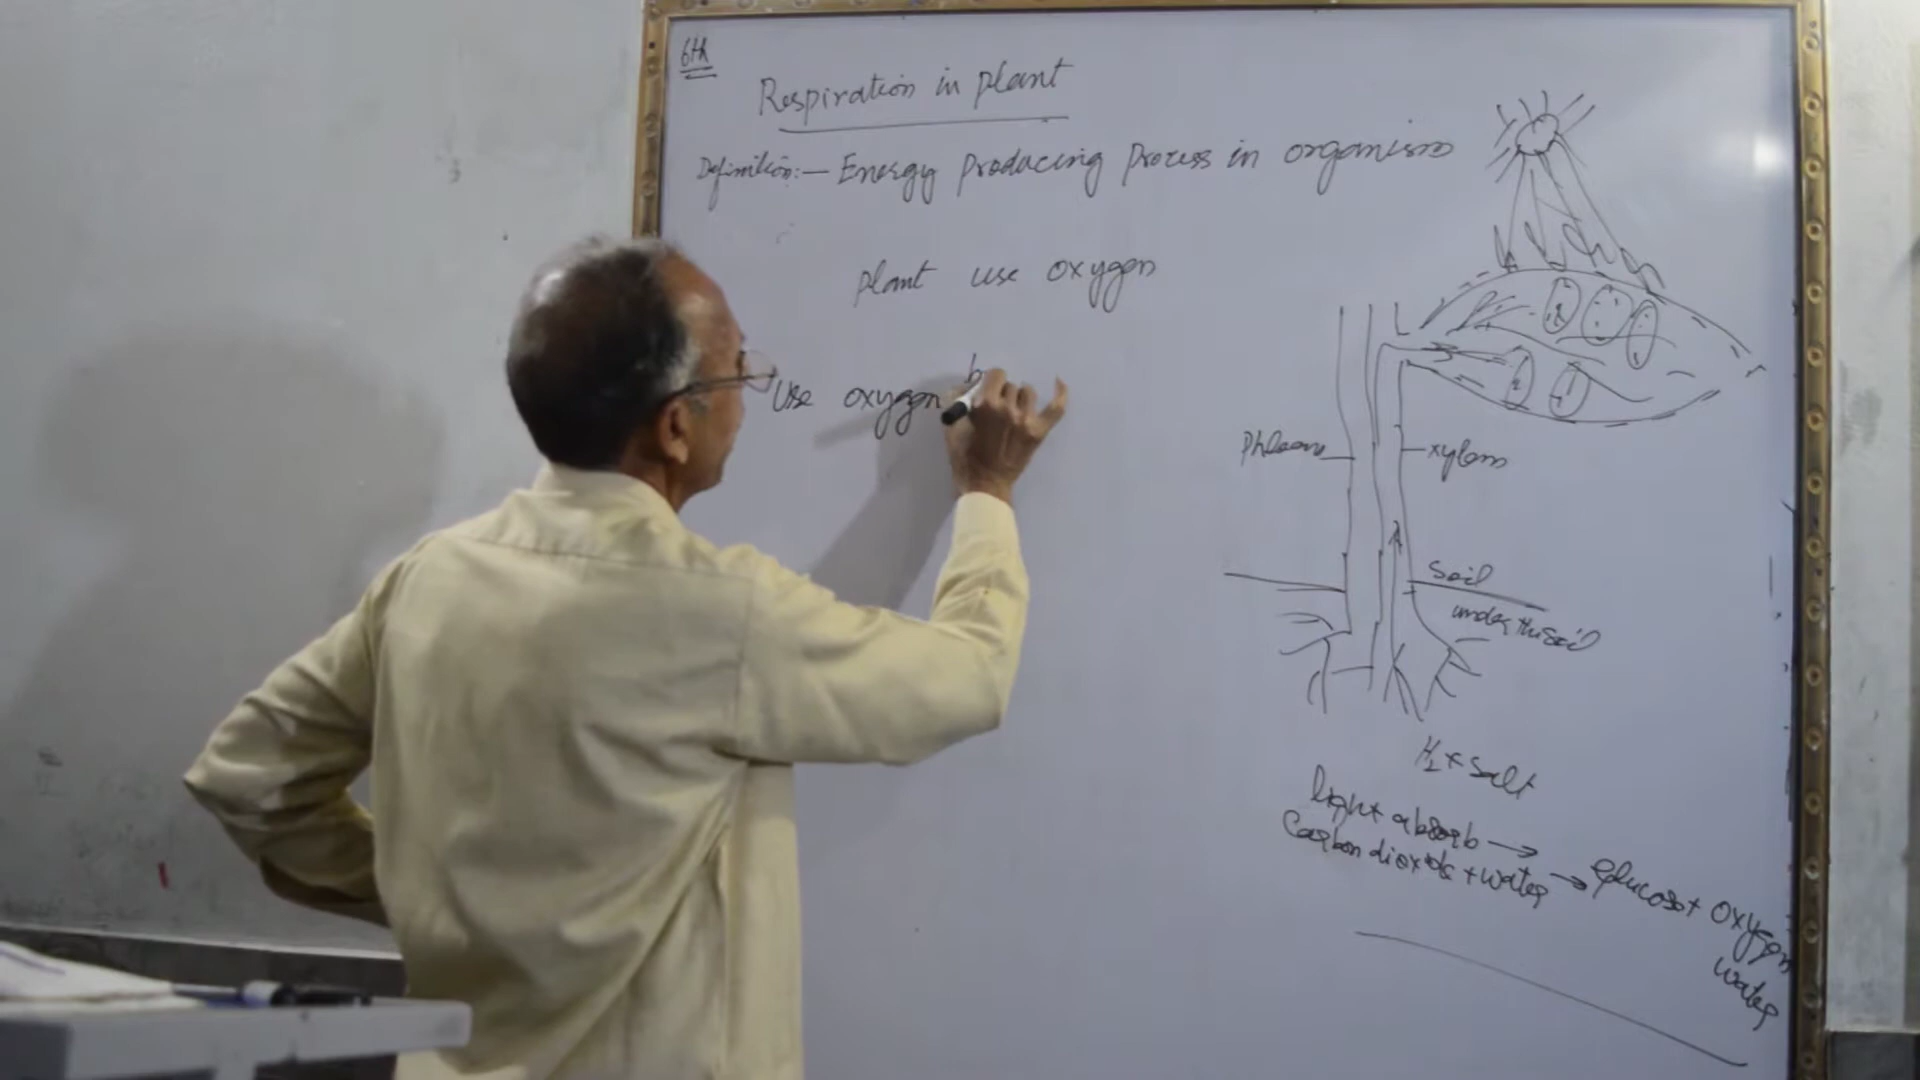 6th
Respiration in plant
Definition:- Energy producing process in organism
plant use oxygen
use oxygen b
Phloem
xylem
Soil
under the soil
H2 + Salt
light absorb →
Carbon dioxide + water → Glucose + oxygen
water